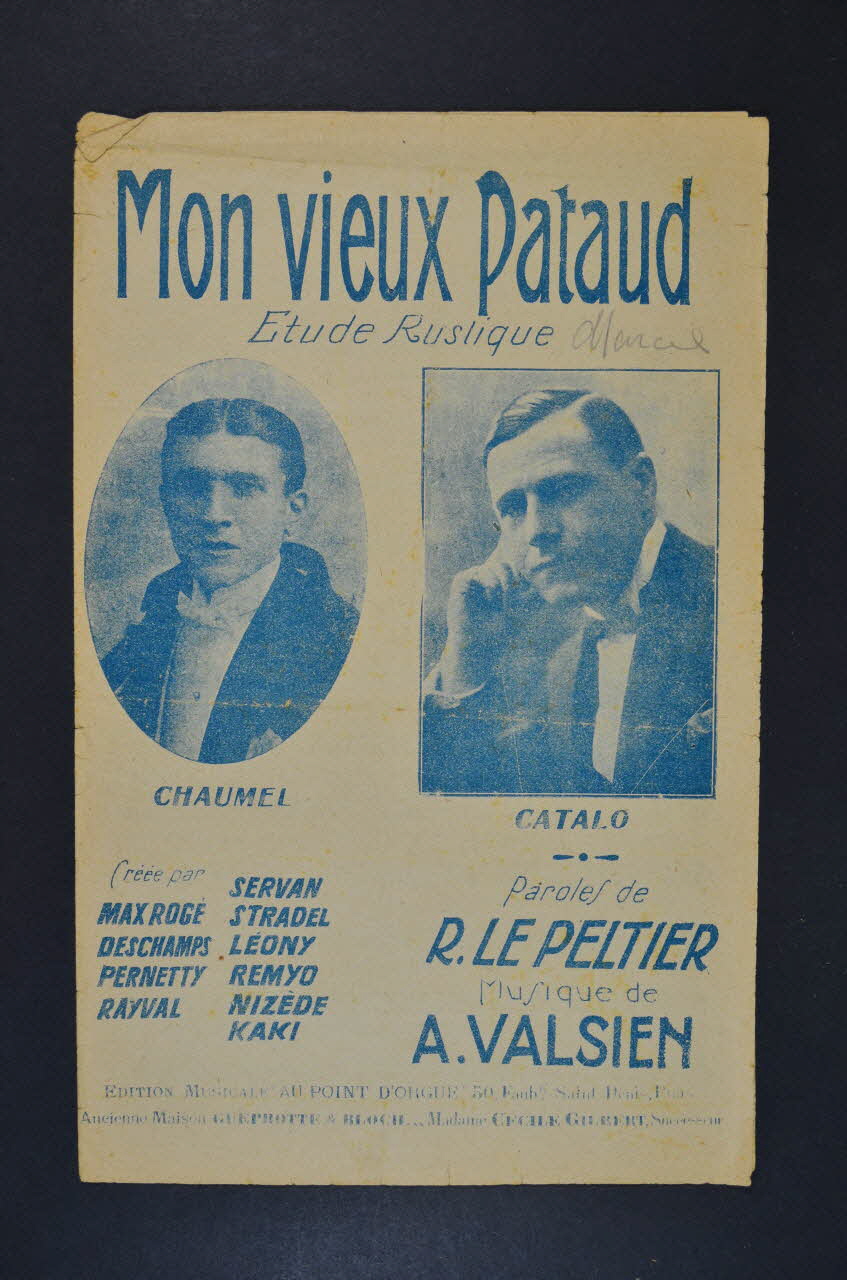 Mon vieux Pataud
Etude Rustique Marcel
CHAUMEL
CATALO
Créée par
MAX ROGÉ
DESCHAMPS
PERNETTY
RAYVAL
SERVAN
STRADEL
LÉONY
REMYO
NIZÈDE
KAKI
Paroles de
R. LE PELTIER
Musique de
A. VALSIEN
EDITION MUSICALE "AU POINT D'ORGUE" 50, Faubg Saint Denis, Paris
Ancienne Maison GUEPROTTE & BLOCH... Madame CÉCILE GILBERT, Successeur